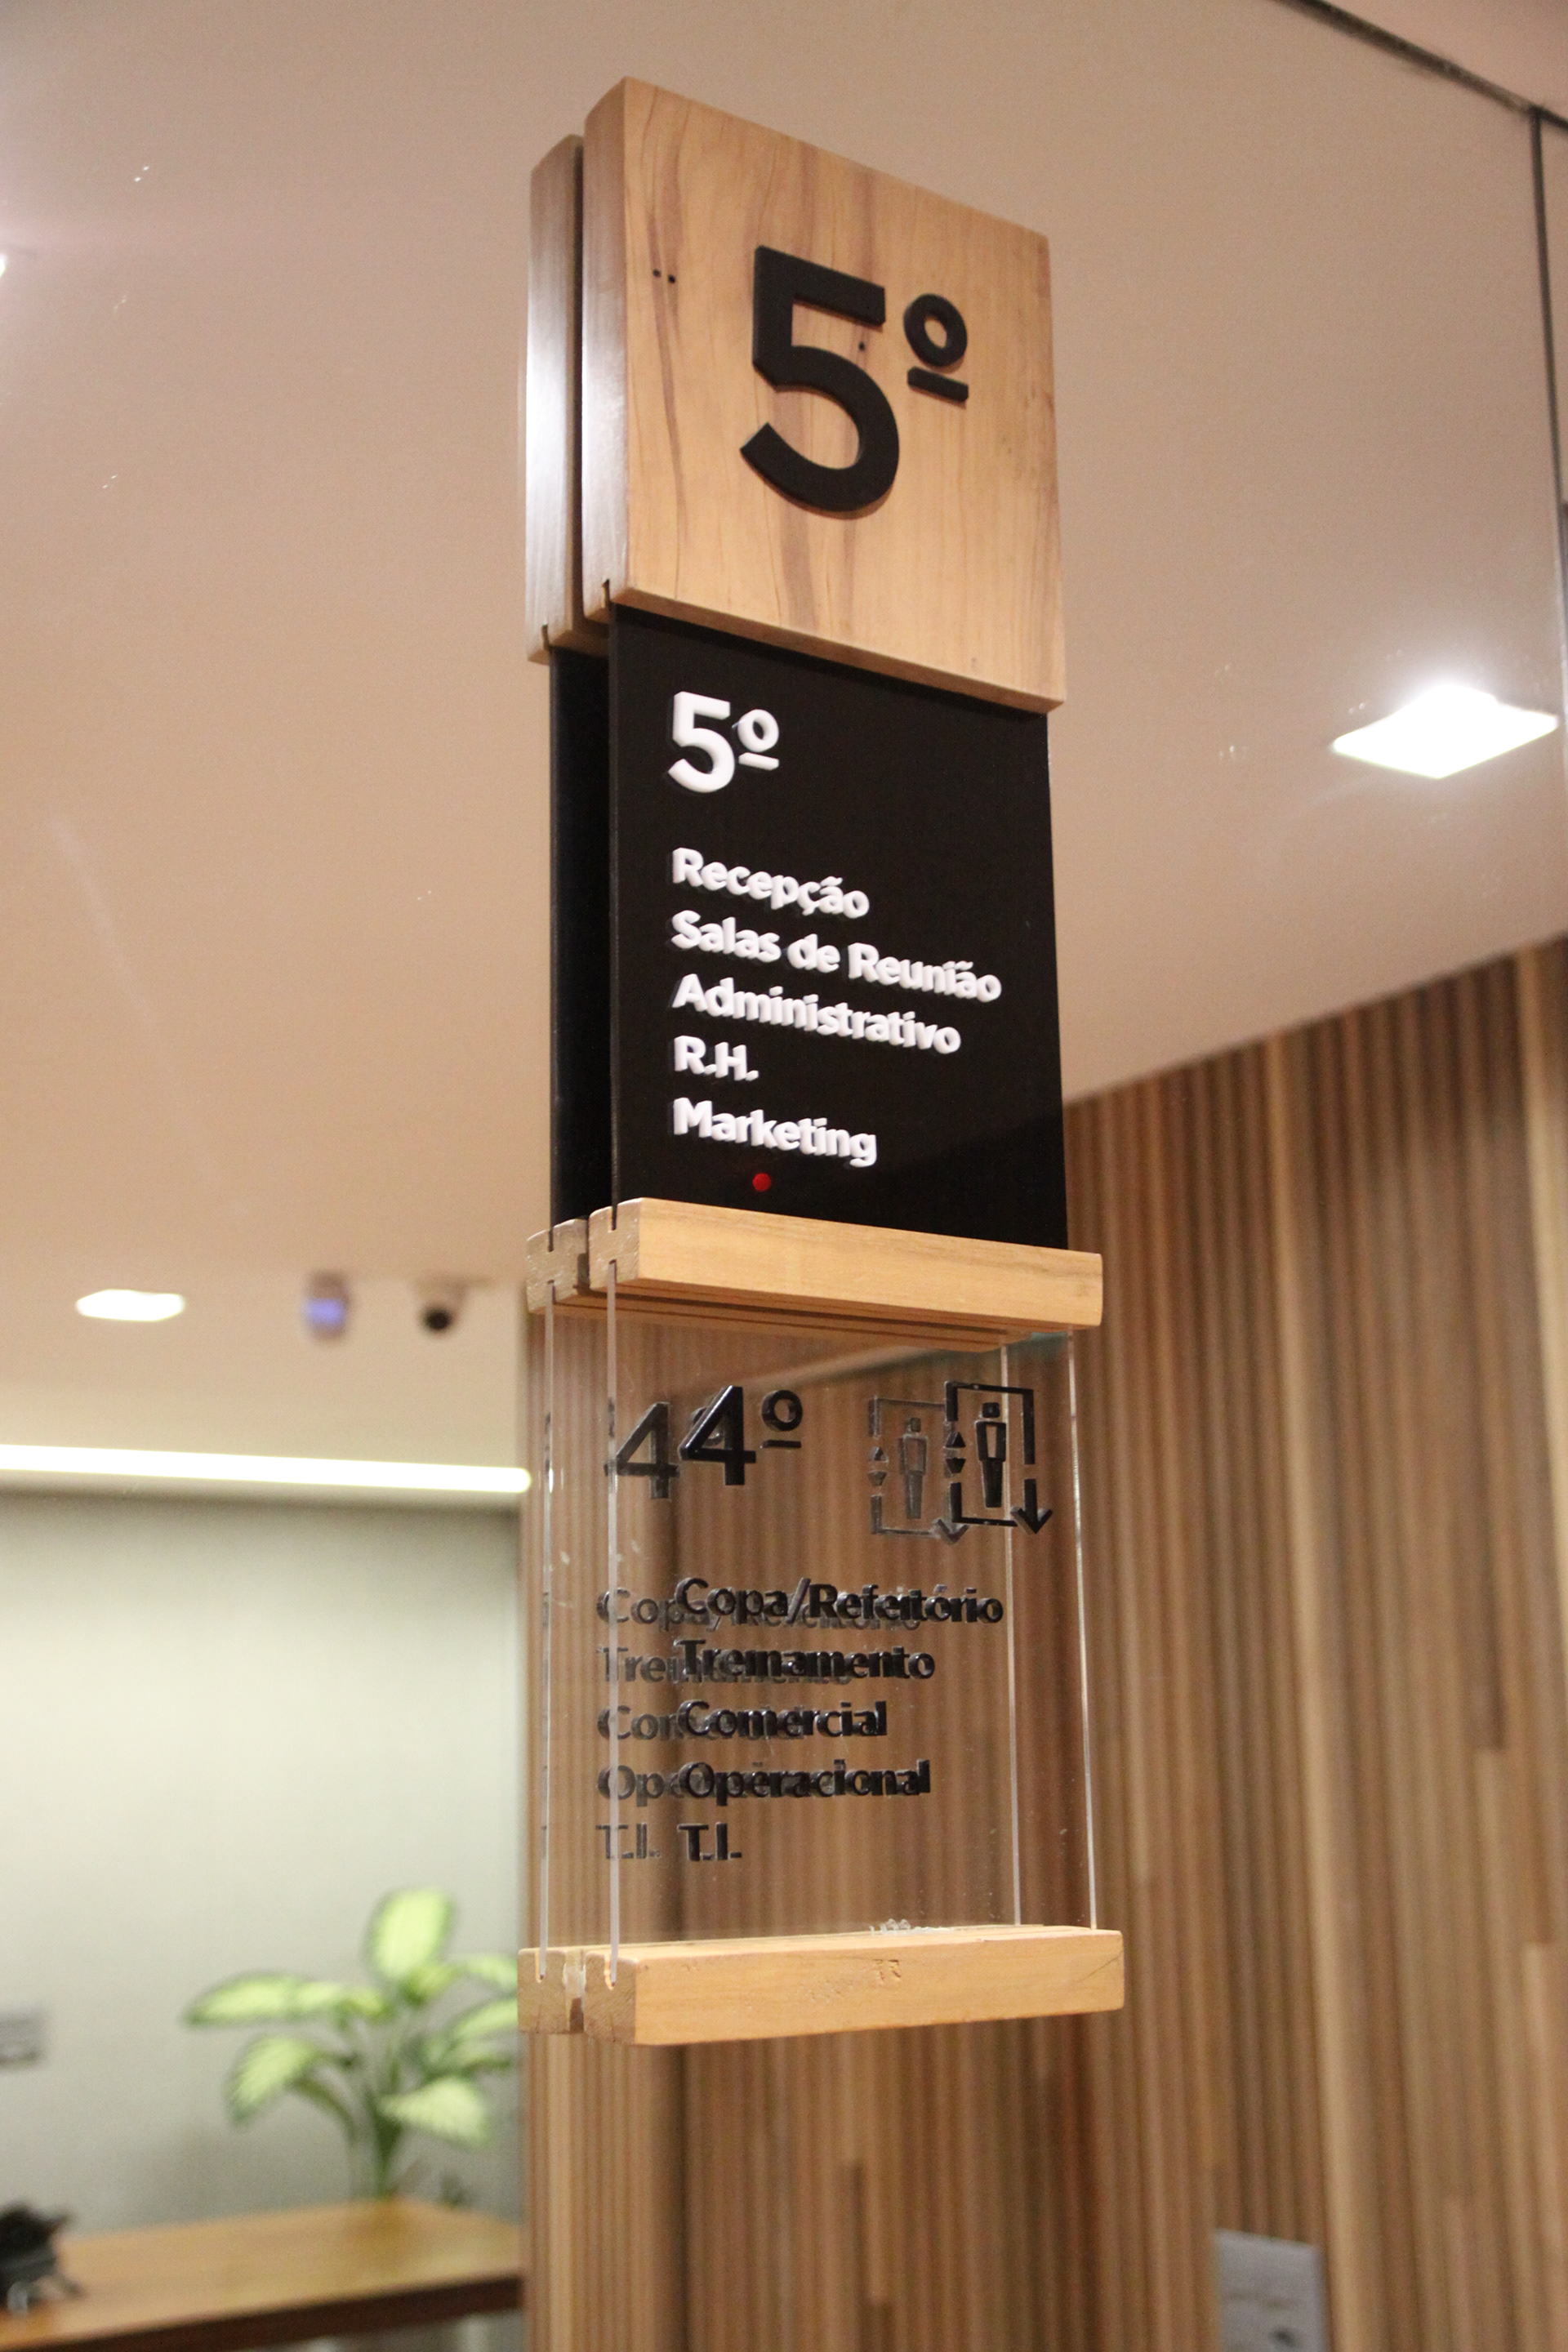 5º
5º
Recepção
Salas de Reunião
Administrativo
R.H.
Marketing
4º
Copa/Refeitório
Treinamento
Comercial
Operacional
T.I.